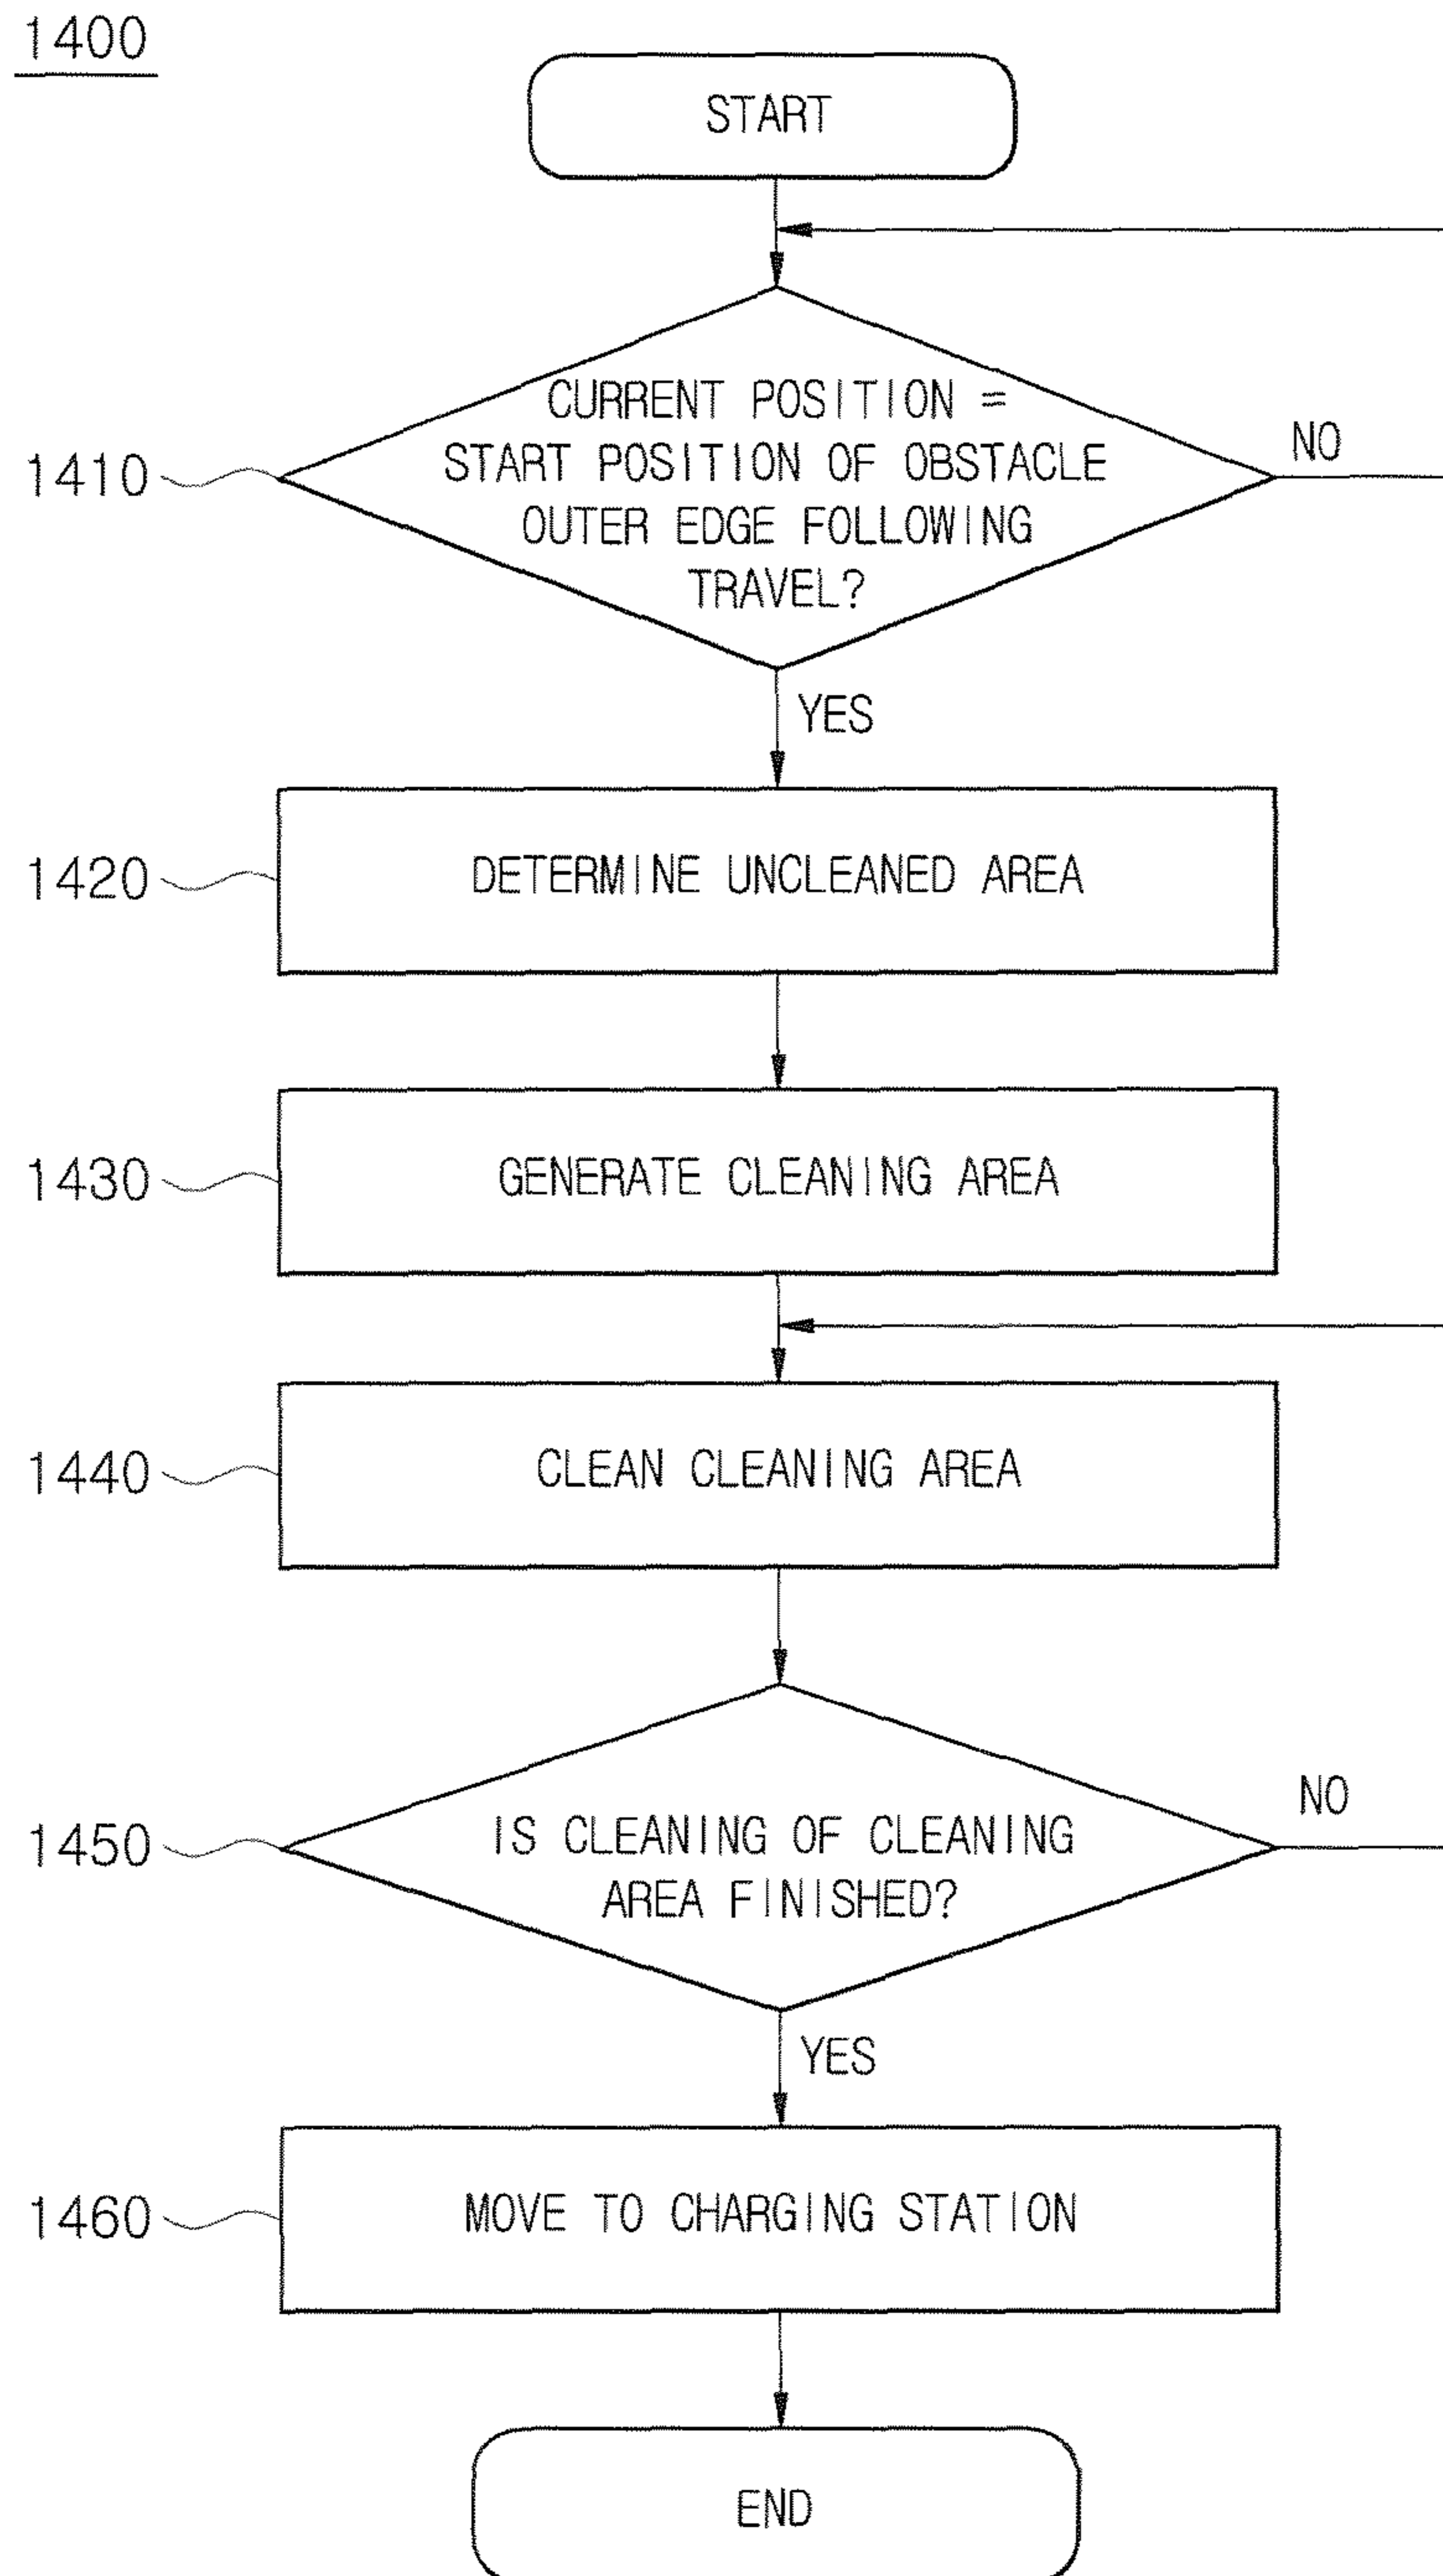 1400
START
CURRENT POSITION =
START POSITION OF OBSTACLE
OUTER EDGE FOLLOWING
TRAVEL?
1410
NO
YES
1420
DETERMINE UNCLEANED AREA
1430
GENERATE CLEANING AREA
1440
CLEAN CLEANING AREA
1450
IS CLEANING OF CLEANING
AREA FINISHED?
NO
YES
1460
MOVE TO CHARGING STATION
END